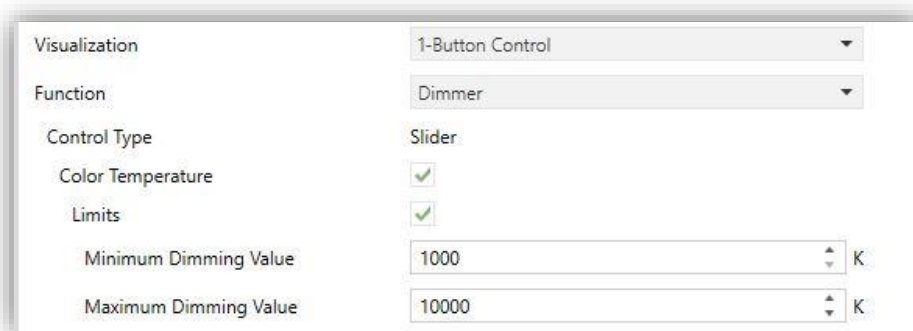 Visualization 1-Button Control
Function Dimmer
Control Type Slider
Color Temperature
Limits
Minimum Dimming Value 1000 K
Maximum Dimming Value 10000 K